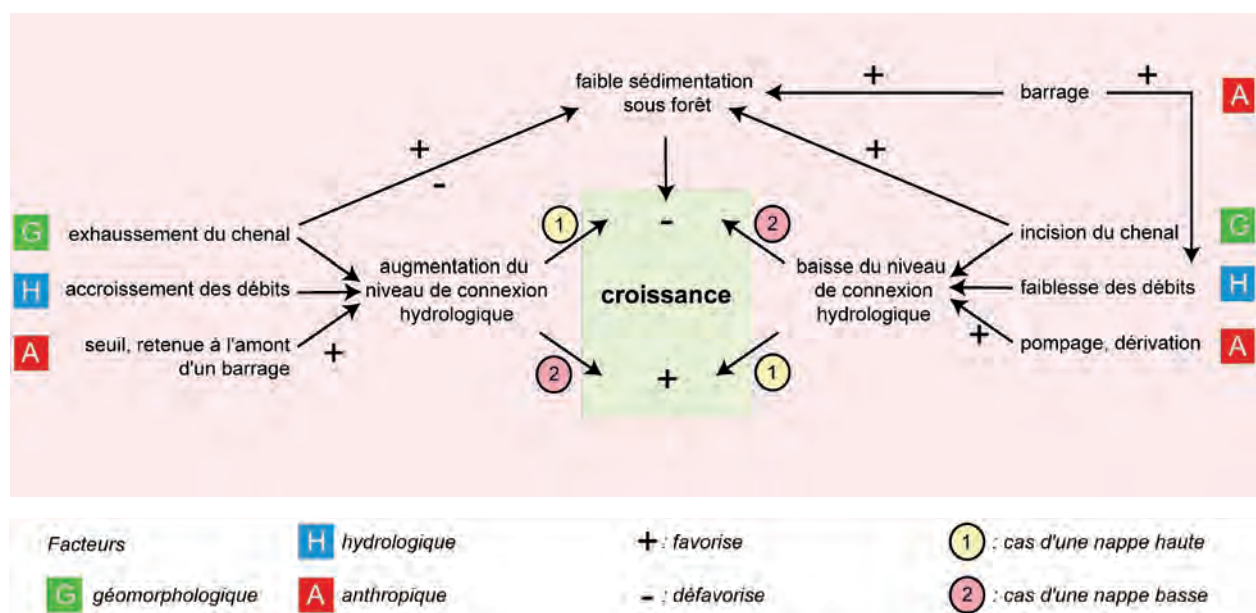 faible sédimentation
sous forêt
+
barrage
+
A
+
-
+
G
exhaussement du chenal
1
-
2
incision du chenal
G
H
accroissement des débits
augmentation du
niveau de connexion
hydrologique
croissance
baisse du niveau
de connexion
hydrologique
faiblesse des débits
H
A
seuil, retenue à l'amont
d'un barrage
+
2
+
1
+
pompage, dérivation
A
Facteurs
H hydrologique
+ : favorise
1 : cas d'une nappe haute
G géomorphologique
A anthropique
- : défavorise
2 : cas d'une nappe basse